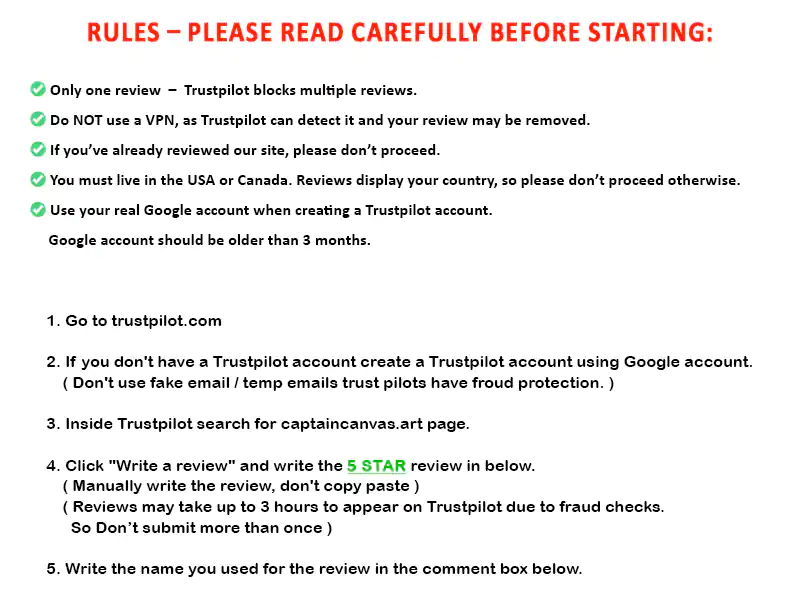 RULES – PLEASE READ CAREFULLY BEFORE STARTING:
Only one review – Trustpilot blocks multiple reviews.
Do NOT use a VPN, as Trustpilot can detect it and your review may be removed.
If you’ve already reviewed our site, please don’t proceed.
You must live in the USA or Canada. Reviews display your country, so please don’t proceed otherwise.
Use your real Google account when creating a Trustpilot account.
Google account should be older than 3 months.
1. Go to trustpilot.com
2. If you don't have a Trustpilot account create a Trustpilot account using Google account.
( Don't use fake email / temp emails trust pilots have froud protection. )
3. Inside Trustpilot search for captaincanvas.art page.
4. Click "Write a review" and write the 5 STAR review in below.
( Manually write the review, don't copy paste )
( Reviews may take up to 3 hours to appear on Trustpilot due to fraud checks.
So Don’t submit more than once )
5. Write the name you used for the review in the comment box below.